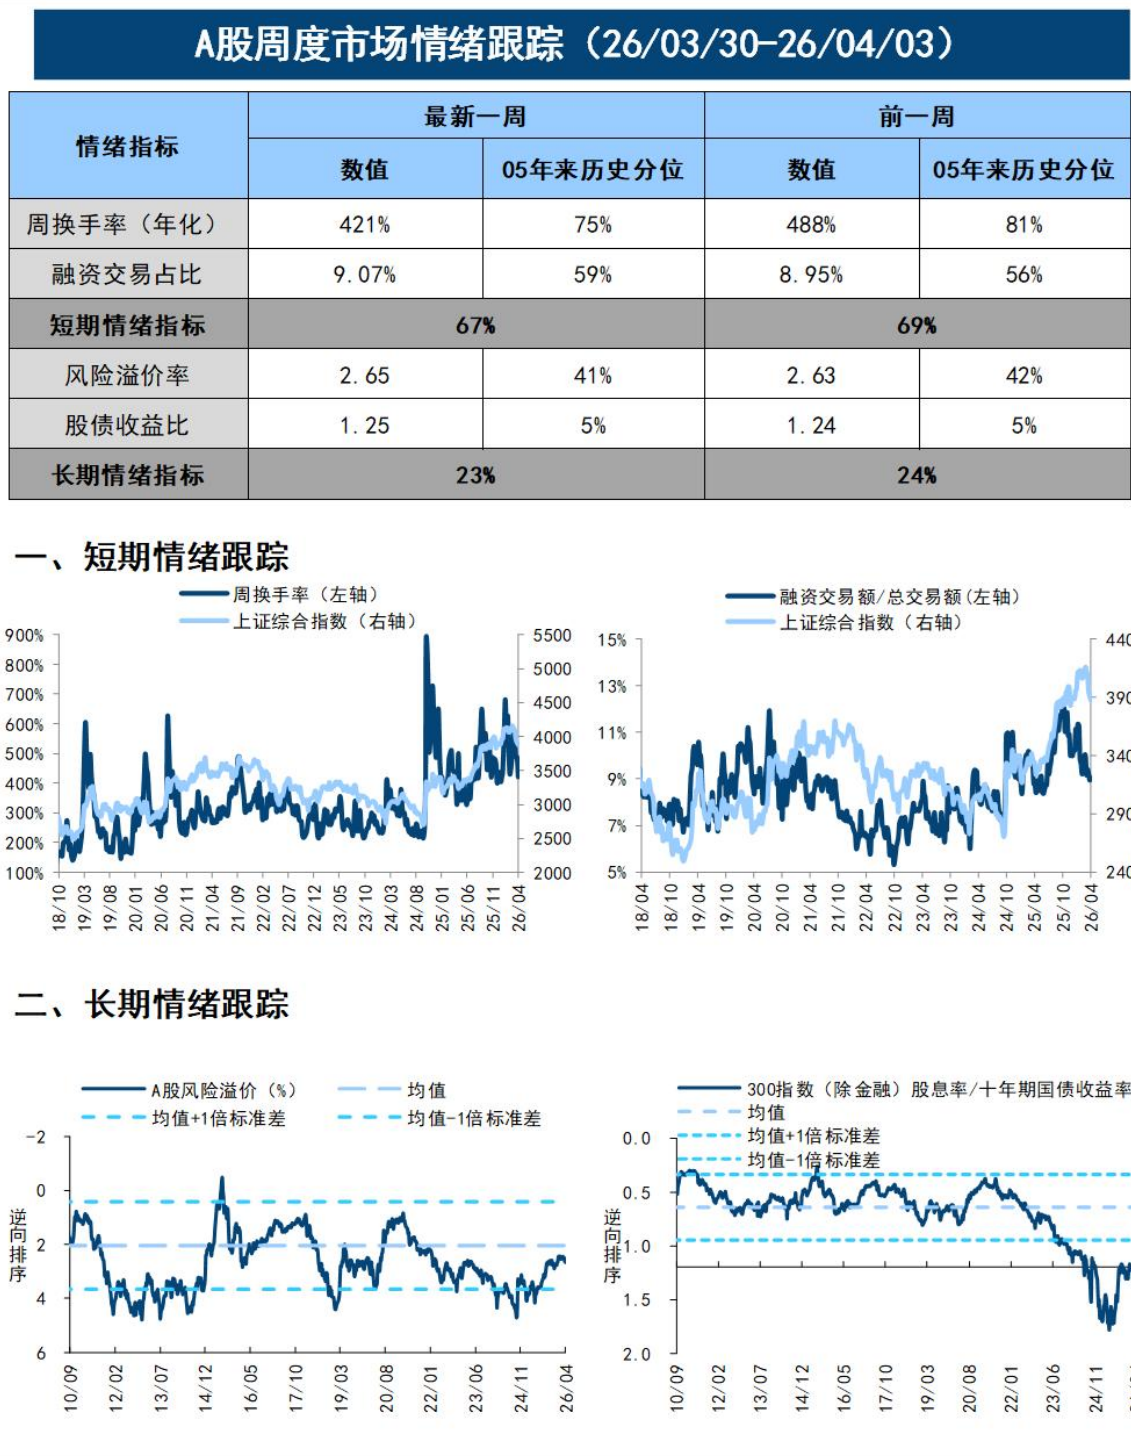 A股周度市场情绪跟踪（26/03/30-26/04/03）
情绪指标 最新一周 前一周
数值 05年来历史分位 数值 05年来历史分位
周换手率（年化） 421% 75% 488% 81%
融资交易占比 9.07% 59% 8.95% 56%
短期情绪指标 67% 69%
风险溢价率 2.65 41% 2.63 42%
股债收益比 1.25 5% 1.24 5%
长期情绪指标 23% 24%
一、短期情绪跟踪
周换手率（左轴）
上证综合指数（右轴）
900%
800%
700%
600%
500%
400%
300%
200%
100%
5500
5000
4500
4000
3500
3000
2500
2000
18/10 19/03 19/08 20/01 20/06 20/11 21/04 21/09 22/02 22/07 22/12 23/05 23/10 24/03 24/08 25/01 25/06 25/11 26/04
融资交易额/总交易额(左轴）
上证综合指数（右轴）
15%
13%
11%
9%
7%
5%
440
390
340
290
240
18/04 18/10 19/04 19/10 20/04 20/10 21/04 21/10 22/04 22/10 23/04 23/10 24/04 24/10 25/04 25/10 26/04
二、长期情绪跟踪
A股风险溢价（%） 均值
均值+1倍标准差 均值-1倍标准差
-2
0
2
4
6
逆向排序
10/09 12/02 13/07 14/12 16/05 17/10 19/03 20/08 22/01 23/06 24/11 26/04
300指数（除金融）股息率/十年期国债收益率
均值
均值+1倍标准差
均值-1倍标准差
0.0
0.5
1.0
1.5
2.0
逆向排序
10/09 12/02 13/07 14/12 16/05 17/10 19/03 20/08 22/01 23/06 24/11